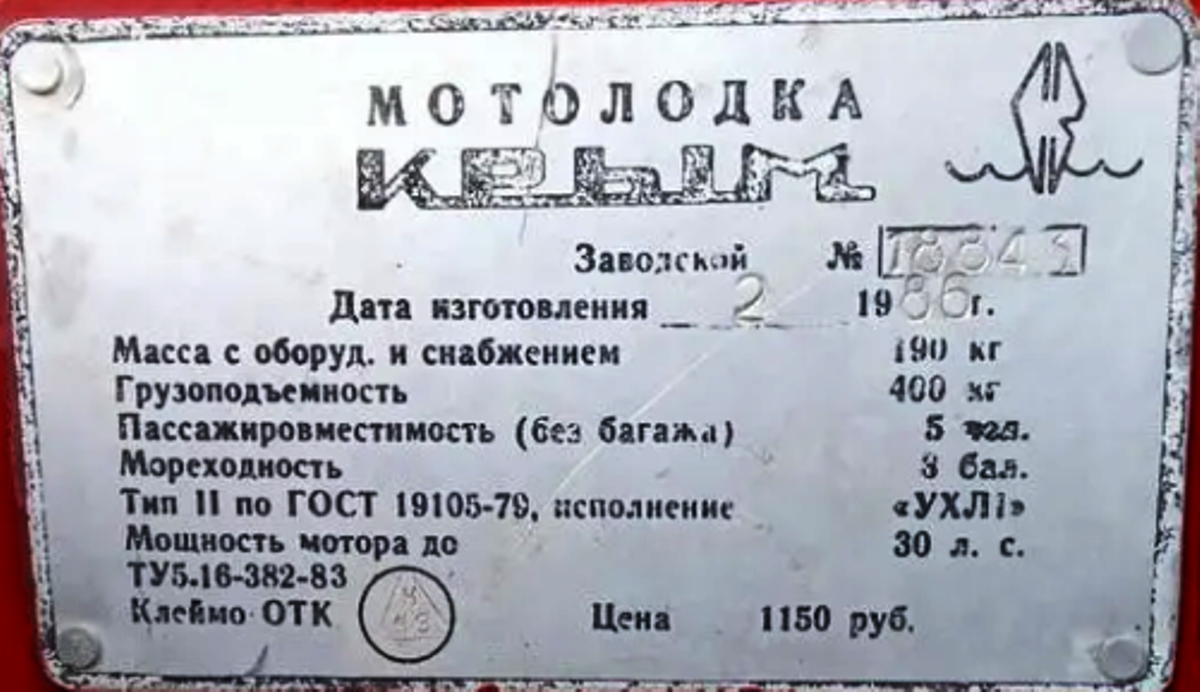 МОТОЛОДКА
КРЫМ
Заводской № 18841
Дата изготовления 2 1986 г.
Масса с оборуд. и снабжением 190 кг
Грузоподъемность 400 кг
Пассажировместимость (без багажа) 5 чел.
Мореходность 3 бал.
Тип II по ГОСТ 19105-79, исполнение «УХЛ1»
Мощность мотора до 30 л. с.
ТУ5.16-382-83
Клеймо ОТК
Цена 1150 руб.